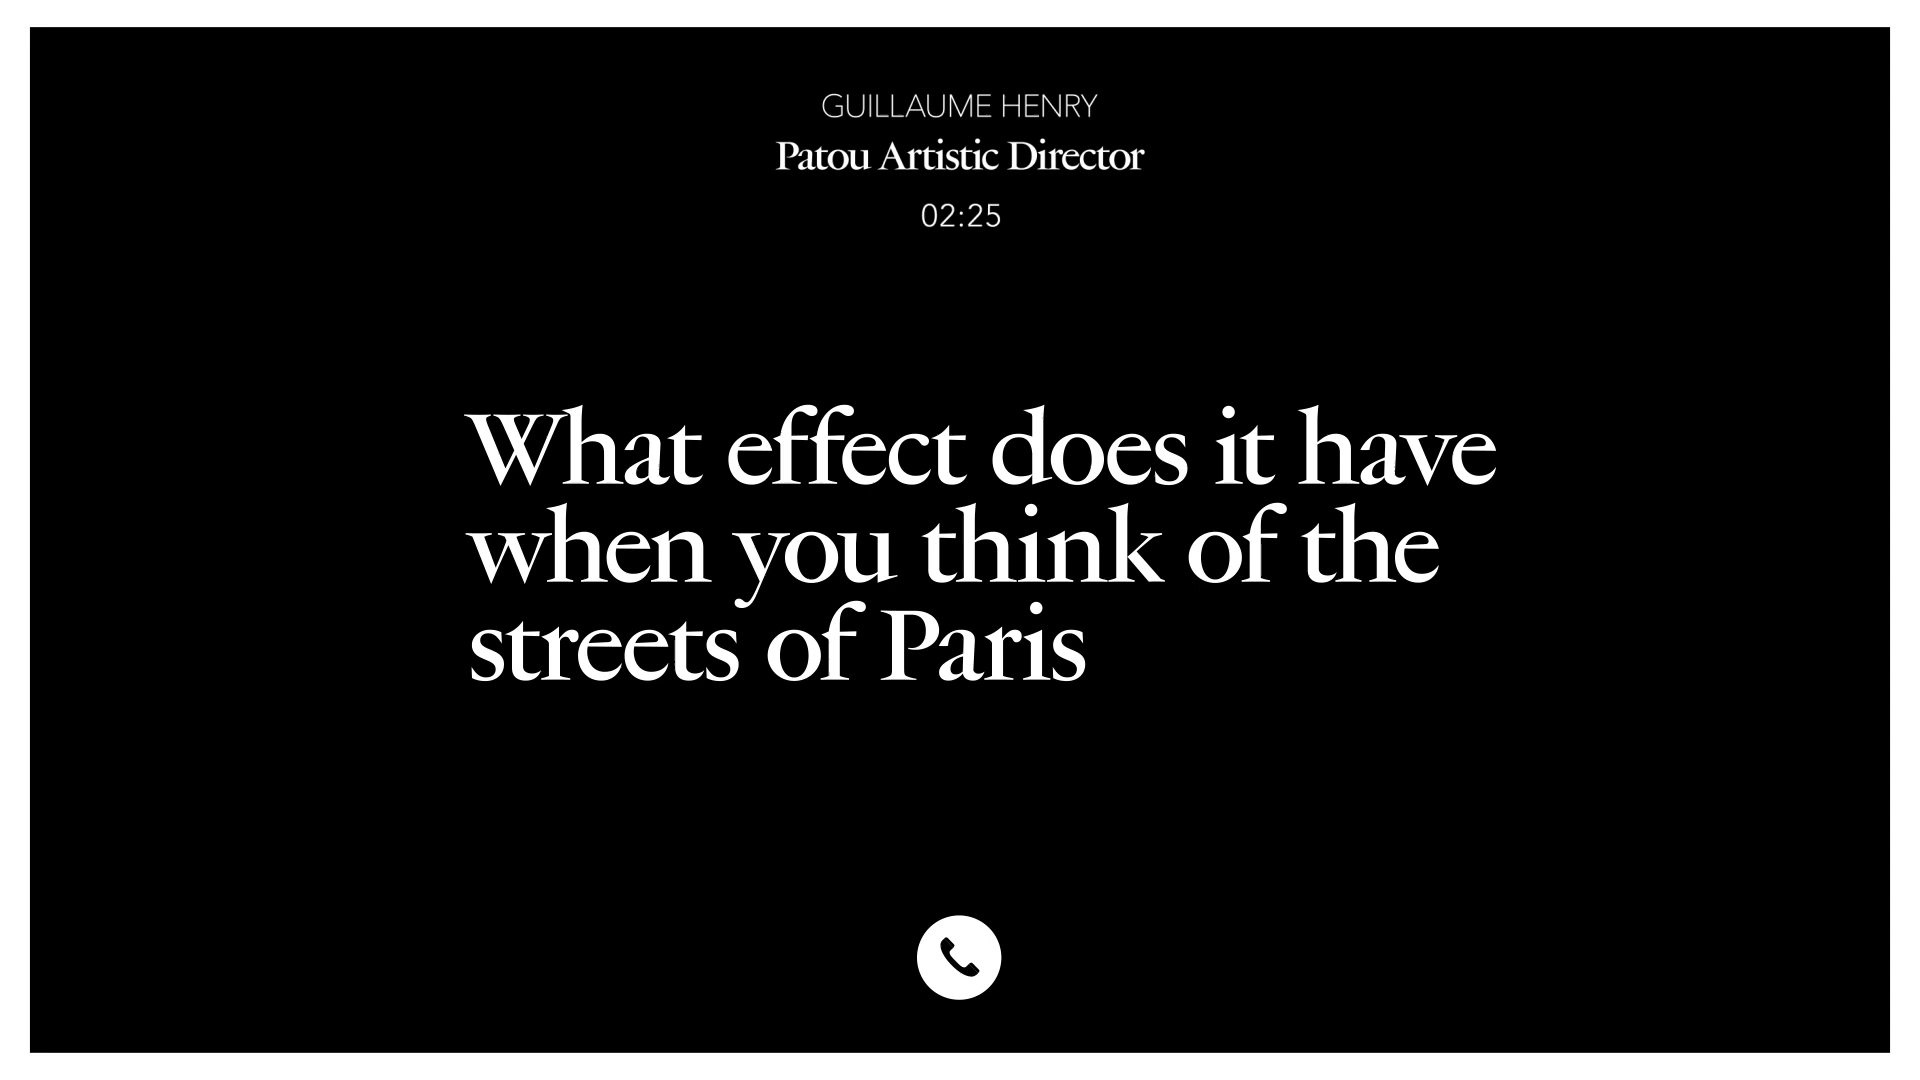 GUILLAUME HENRY
Patou Artistic Director
02:25
What effect does it have
when you think of the
streets of Paris